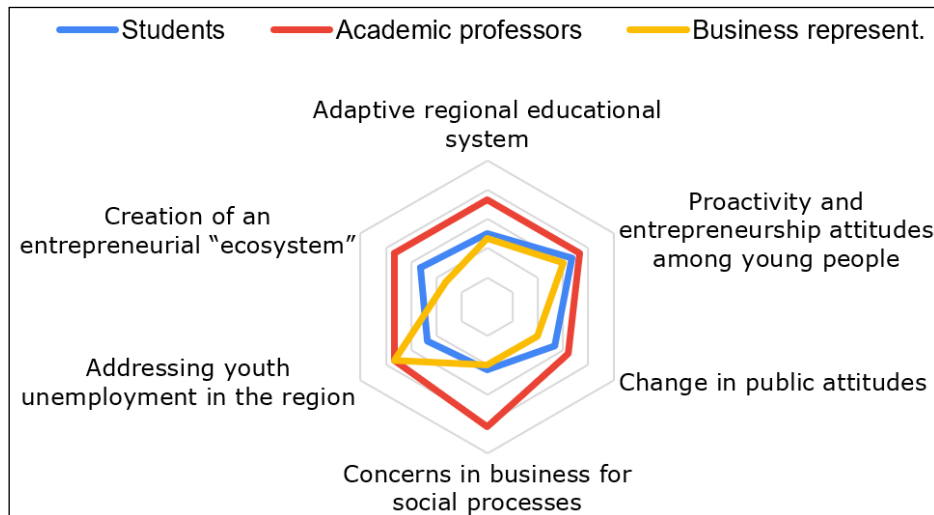 Students Academic professors Business represent.
Adaptive regional educational
system
Proactivity and
entrepreneurship attitudes
among young people
Change in public attitudes
Concerns in business for
social processes
Addressing youth
unemployment in the region
Creation of an
entrepreneurial “ecosystem”